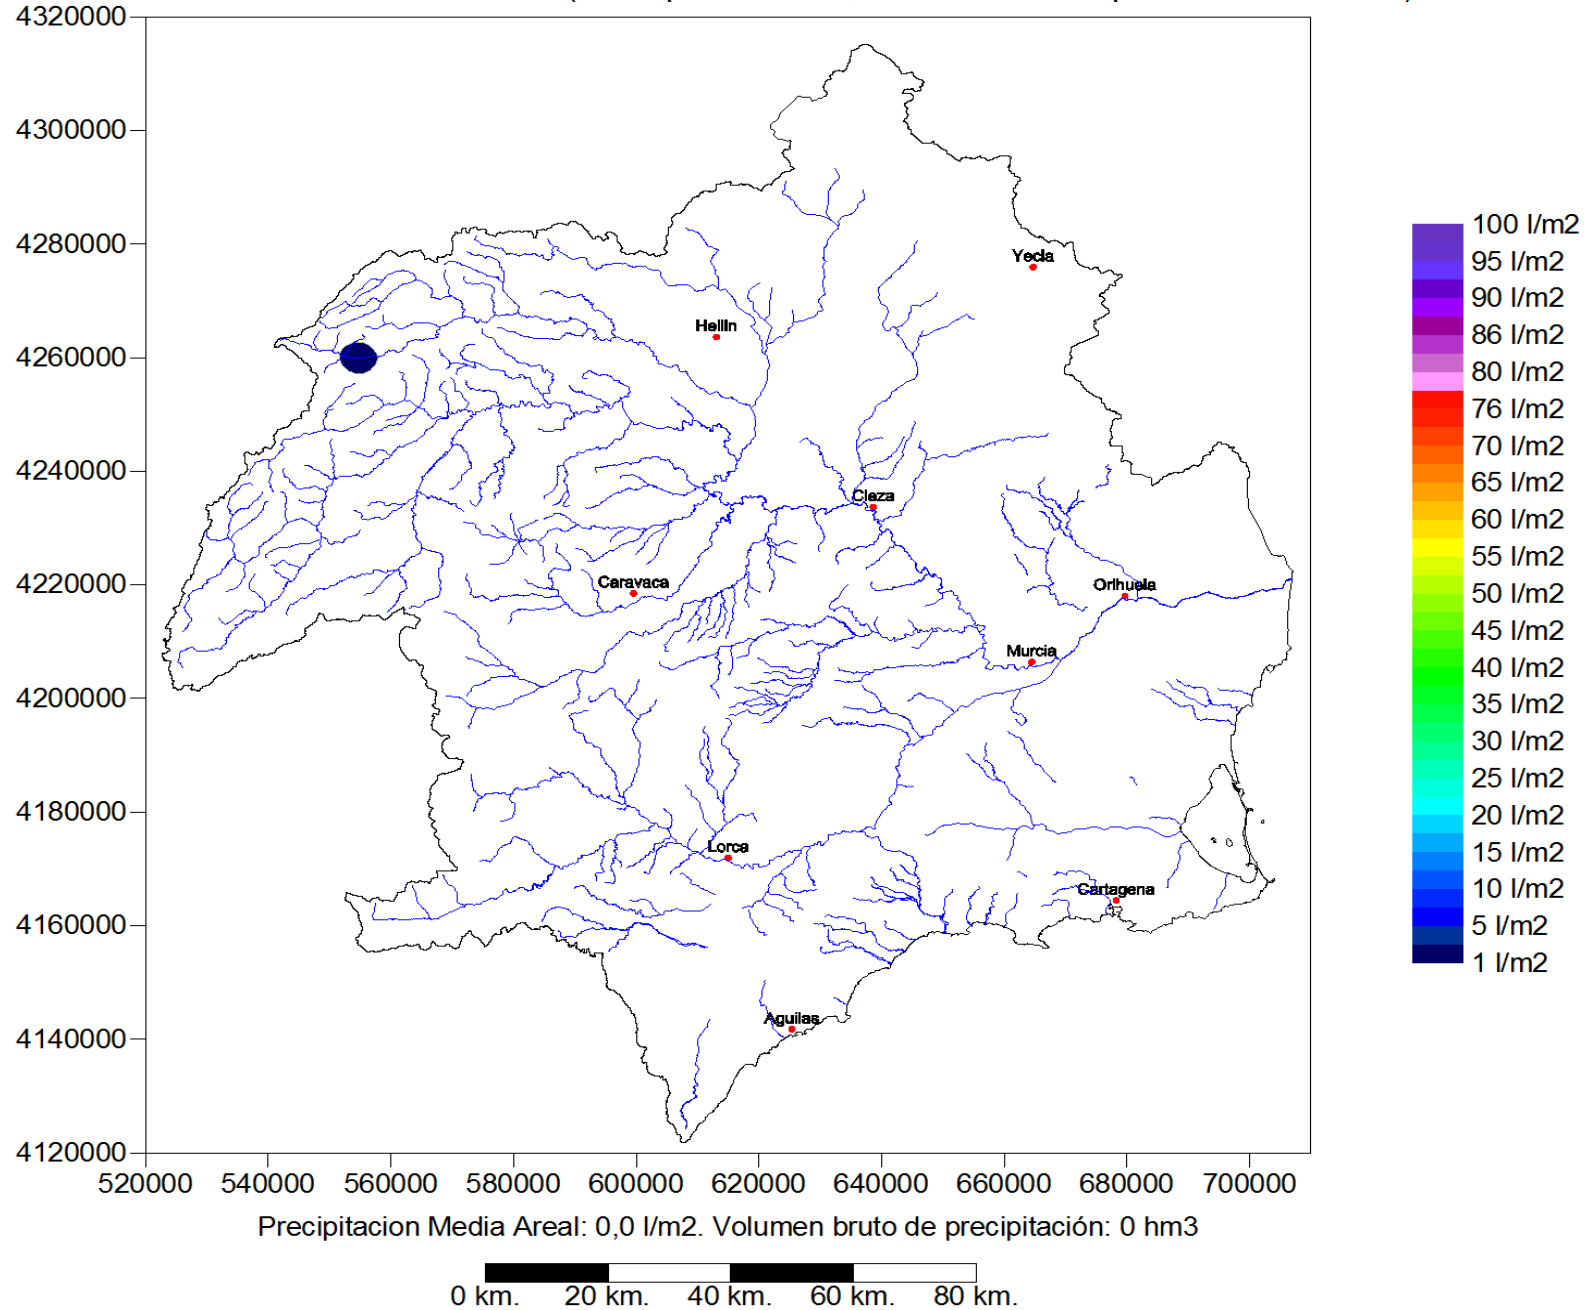 4320000
4300000
4280000
4260000
4240000
4220000
4200000
4180000
4160000
4140000
4120000
520000 540000 560000 580000 600000 620000 640000 660000 680000 700000
Yecla
Hellin
Cieza
Caravaca
Orihuela
Murcia
Lorca
Cartagena
Aguilas
100 l/m2
95 l/m2
90 l/m2
86 l/m2
80 l/m2
76 l/m2
70 l/m2
65 l/m2
60 l/m2
55 l/m2
50 l/m2
45 l/m2
40 l/m2
35 l/m2
30 l/m2
25 l/m2
20 l/m2
15 l/m2
10 l/m2
5 l/m2
1 l/m2
Precipitacion Media Areal: 0,0 l/m2. Volumen bruto de precipitación: 0 hm3
0 km. 20 km. 40 km. 60 km. 80 km.